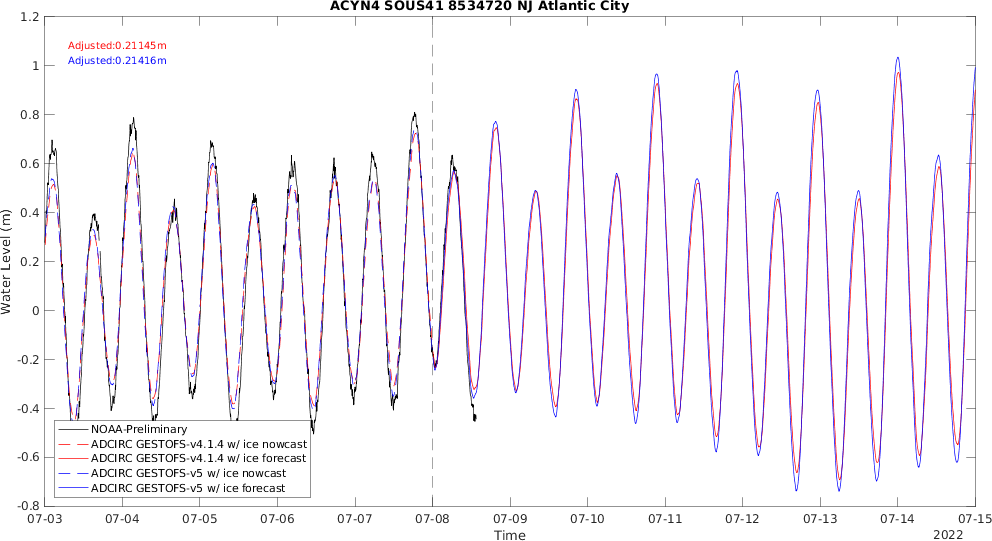 ACYN4 SOUS41 8534720 NJ Atlantic City
1.2
1
0.8
0.6
0.4
0.2
0
-0.2
-0.4
-0.6
-0.8
Water Level (m)
Adjusted:0.21145m
Adjusted:0.21416m
NOAA-Preliminary
ADCIRC GESTOFS-v4.1.4 w/ ice nowcast
ADCIRC GESTOFS-v4.1.4 w/ ice forecast
ADCIRC GESTOFS-v5 w/ ice nowcast
ADCIRC GESTOFS-v5 w/ ice forecast
07-03 07-04 07-05 07-06 07-07 07-08 07-09 07-10 07-11 07-12 07-13 07-14 07-15
Time
2022